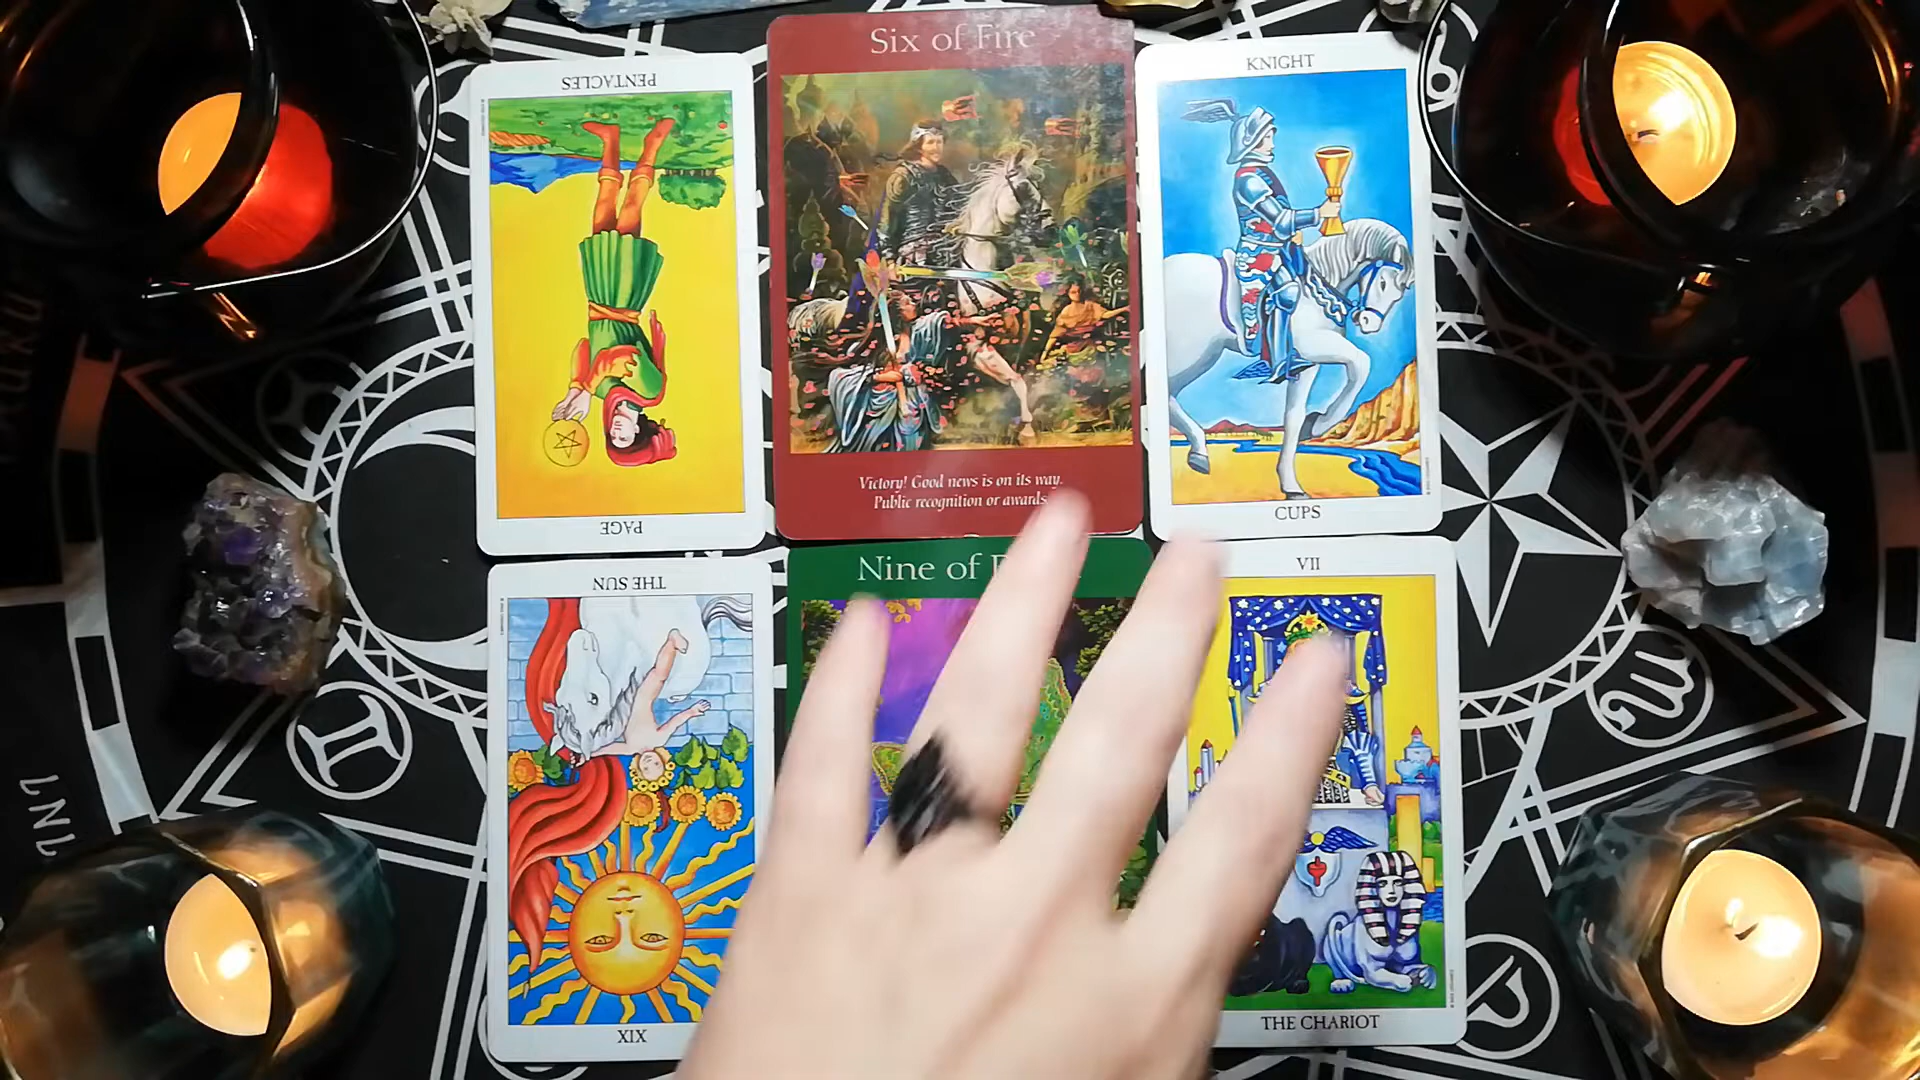 PENTACLES
PAGE
Six of Fire
Victory! Good news is on its way.
Public recognition or awards.
KNIGHT
CUPS
THE SUN
XIX
Nine of
VII
THE CHARIOT